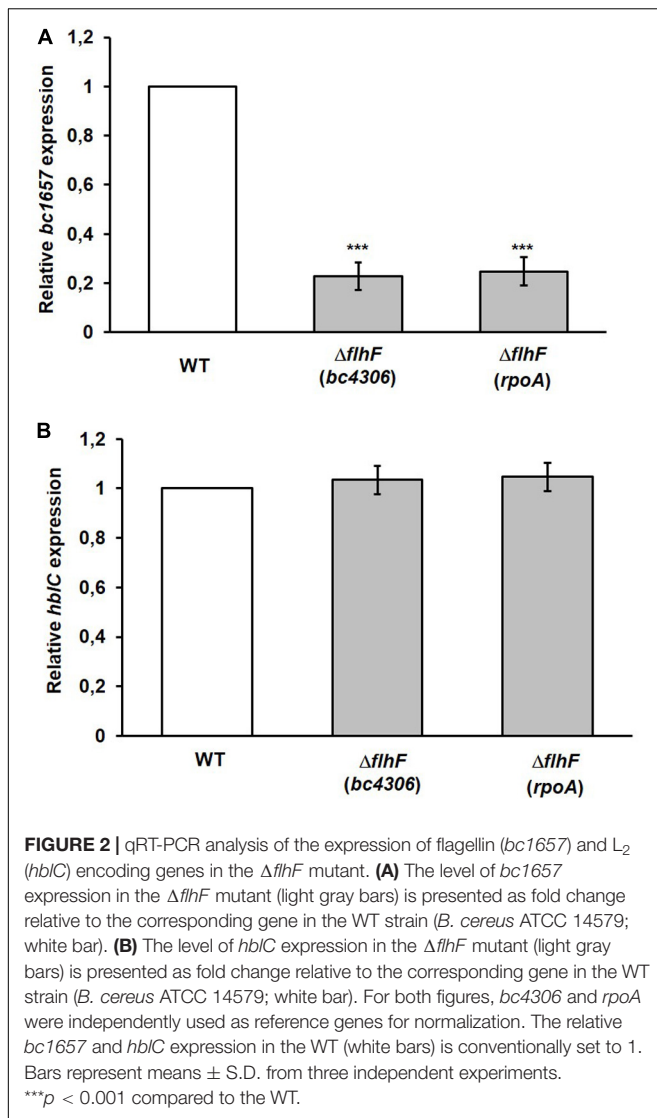 A
Relative bc1657 expression
1,2
1
0,8
0,6
0,4
0,2
0
***
***
WT
ΔflhF
(bc4306)
ΔflhF
(rpoA)
B
Relative hblC expression
1,2
1
0,8
0,6
0,4
0,2
0
WT
ΔflhF
(bc4306)
ΔflhF
(rpoA)
FIGURE 2 | qRT-PCR analysis of the expression of flagellin (bc1657) and L₂
(hblC) encoding genes in the ΔflhF mutant. (A) The level of bc1657
expression in the ΔflhF mutant (light gray bars) is presented as fold change
relative to the corresponding gene in the WT strain (B. cereus ATCC 14579;
white bar). (B) The level of hblC expression in the ΔflhF mutant (light gray
bars) is presented as fold change relative to the corresponding gene in the WT
strain (B. cereus ATCC 14579; white bar). For both figures, bc4306 and rpoA
were independently used as reference genes for normalization. The relative
bc1657 and hblC expression in the WT (white bars) is conventionally set to 1.
Bars represent means ± S.D. from three independent experiments.
***p < 0.001 compared to the WT.